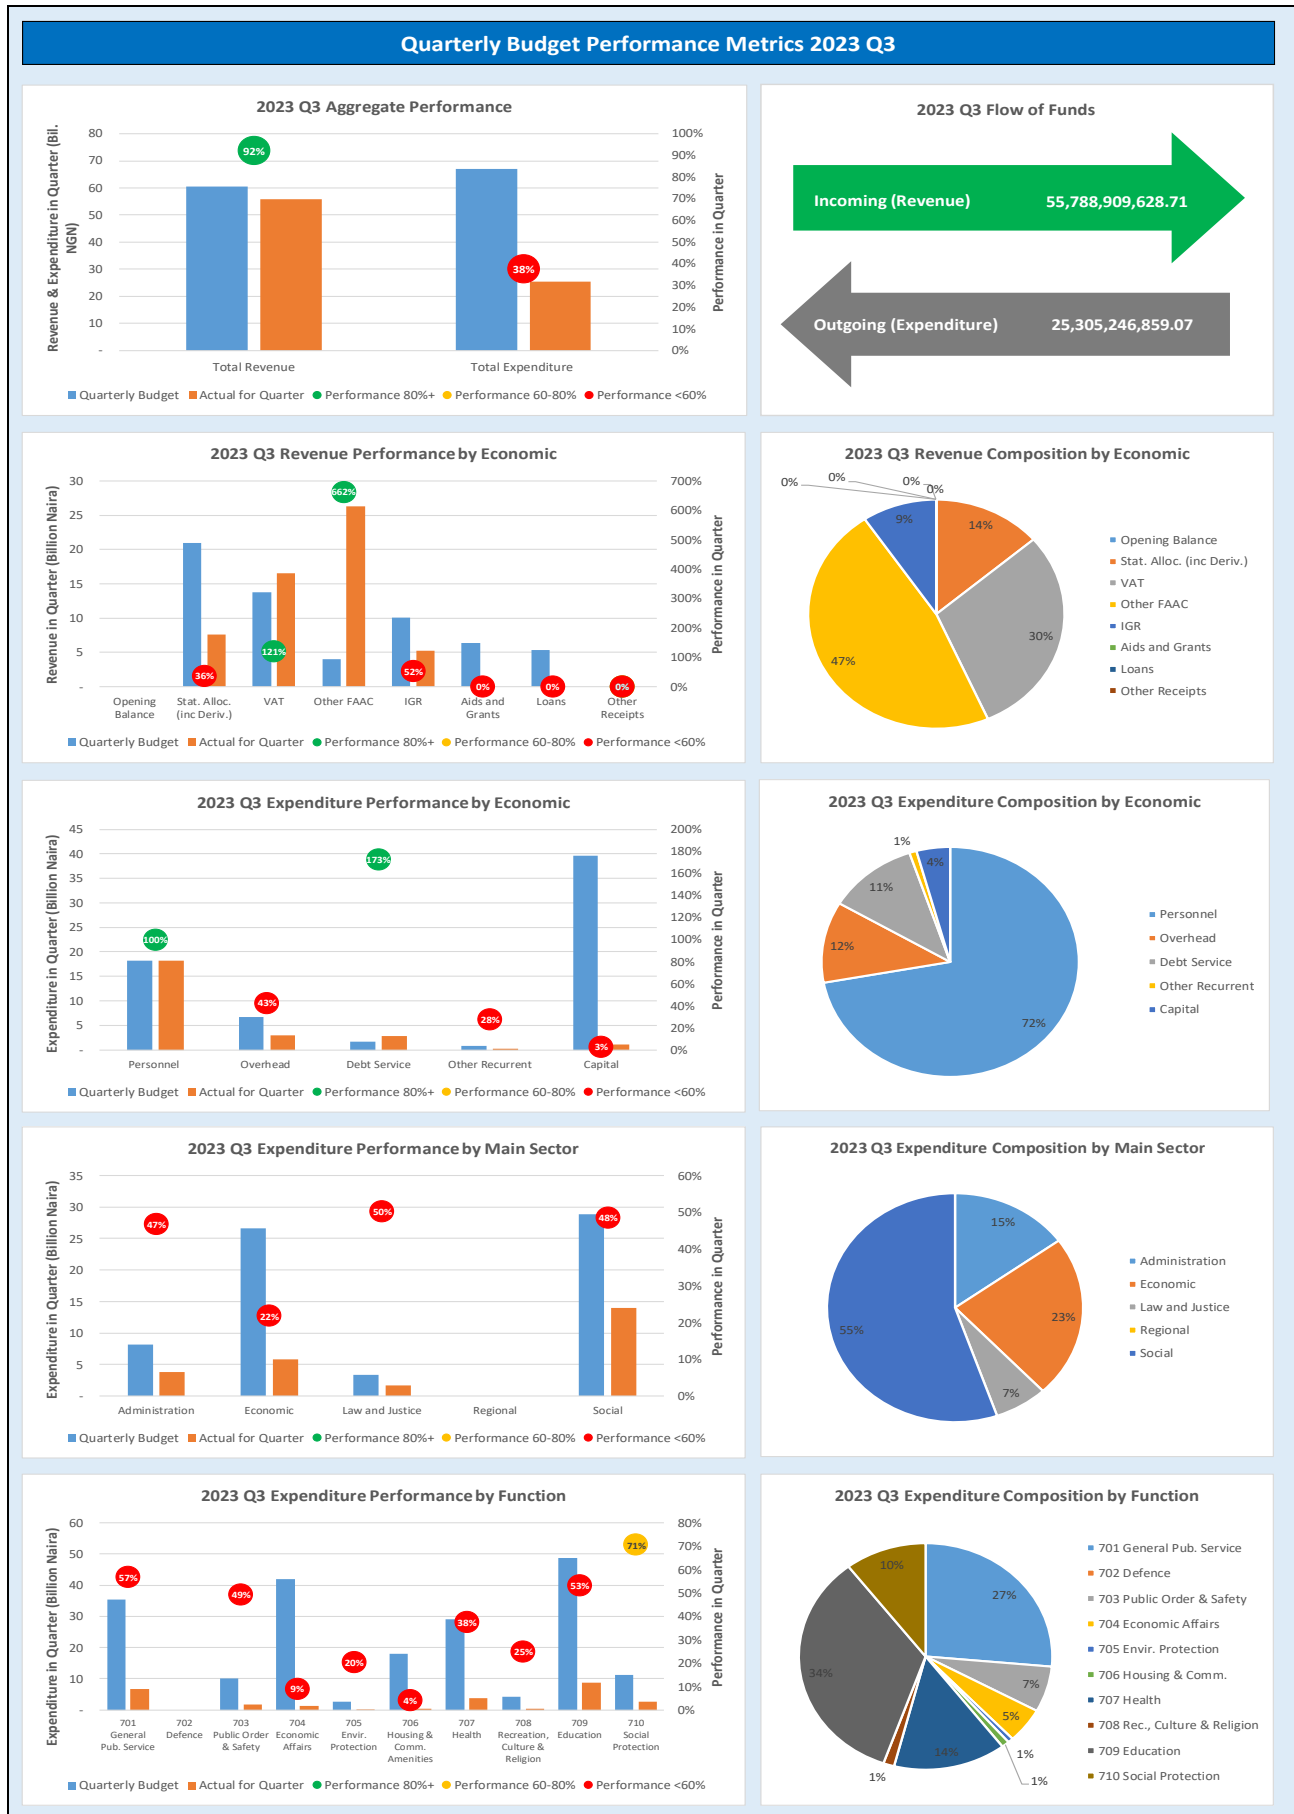 Quarterly Budget Performance Metrics 2023 Q3
2023 Q3 Aggregate Performance
Revenue & Expenditure in Quarter (Bil. NGN)
80
70
60
50
40
30
20
10
-
92%
38%
100%
90%
80%
70%
60%
50%
40%
30%
20%
10%
0%
Performance in Quarter
Total Revenue
Total Expenditure
Quarterly Budget
Actual for Quarter
Performance 80%+
Performance 60-80%
Performance <60%
2023 Q3 Flow of Funds
Incoming (Revenue) 55,788,909,628.71
Outgoing (Expenditure) 25,305,246,859.07
2023 Q3 Revenue Performance by Economic
Revenue in Quarter (Billion Naira)
30
25
20
15
10
5
-
36%
121%
662%
52%
0%
0%
0%
700%
600%
500%
400%
300%
200%
100%
0%
Performance in Quarter
Opening Balance
Stat. Alloc. (inc Deriv.)
VAT
Other FAAC
IGR
Aids and Grants
Loans
Other Receipts
Quarterly Budget
Actual for Quarter
Performance 80%+
Performance 60-80%
Performance <60%
2023 Q3 Revenue Composition by Economic
0%
0%
0%
0%
14%
30%
47%
9%
Opening Balance
Stat. Alloc. (inc Deriv.)
VAT
Other FAAC
IGR
Aids and Grants
Loans
Other Receipts
2023 Q3 Expenditure Performance by Economic
Expenditure in Quarter (Billion Naira)
45
40
35
30
25
20
15
10
5
-
100%
43%
173%
28%
3%
200%
180%
160%
140%
120%
100%
80%
60%
40%
20%
0%
Performance in Quarter
Personnel
Overhead
Debt Service
Other Recurrent
Capital
Quarterly Budget
Actual for Quarter
Performance 80%+
Performance 60-80%
Performance <60%
2023 Q3 Expenditure Composition by Economic
1%
4%
11%
12%
72%
Personnel
Overhead
Debt Service
Other Recurrent
Capital
2023 Q3 Expenditure Performance by Main Sector
Expenditure in Quarter (Billion Naira)
35
30
25
20
15
10
5
-
47%
22%
50%
48%
60%
50%
40%
30%
20%
10%
0%
Performance in Quarter
Administration
Economic
Law and Justice
Regional
Social
Quarterly Budget
Actual for Quarter
Performance 80%+
Performance 60-80%
Performance <60%
2023 Q3 Expenditure Composition by Main Sector
15%
23%
7%
55%
Administration
Economic
Law and Justice
Regional
Social
2023 Q3 Expenditure Performance by Function
Expenditure in Quarter (Billion Naira)
60
50
40
30
20
10
-
57%
49%
9%
20%
4%
38%
25%
53%
71%
80%
70%
60%
50%
40%
30%
20%
10%
0%
Performance in Quarter
701 General Pub. Service
702 Defence
703 Public Order & Safety
704 Economic Affairs
705 Envir. Protection
706 Housing & Comm. Amenities
707 Health
708 Recreation, Culture & Religion
709 Education
710 Social Protection
Quarterly Budget
Actual for Quarter
Performance 80%+
Performance 60-80%
Performance <60%
2023 Q3 Expenditure Composition by Function
10%
27%
7%
5%
1%
1%
14%
1%
34%
701 General Pub. Service
702 Defence
703 Public Order & Safety
704 Economic Affairs
705 Envir. Protection
706 Housing & Comm.
707 Health
708 Rec., Culture & Religion
709 Education
710 Social Protection